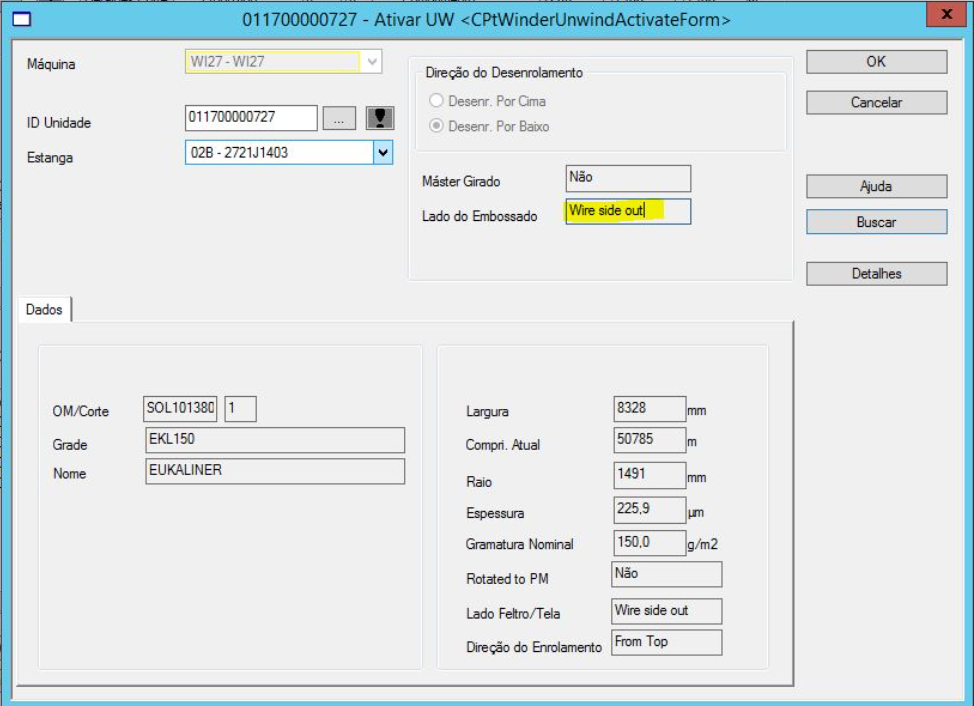 011700000727 - Ativar UW <CPtWinderUnwindActivateForm>
x
Máquina
WI27 - WI27
ID Unidade
011700000727
...
Estanga
02B - 2721J1403
Direção do Desenrolamento
Desenr. Por Cima
Desenr. Por Baixo
Máster Girado
Não
Lado do Embossado
Wire side out
OK
Cancelar
Ajuda
Buscar
Detalhes
Dados
OM/Corte
SOL101380
1
Grade
EKL150
Nome
EUKALINER
Largura
8328
mm
Compri. Atual
50785
m
Raio
1491
mm
Espessura
225,9
µm
Gramatura Nominal
150,0
g/m2
Rotated to PM
Não
Lado Feltro/Tela
Wire side out
Direção do Enrolamento
From Top